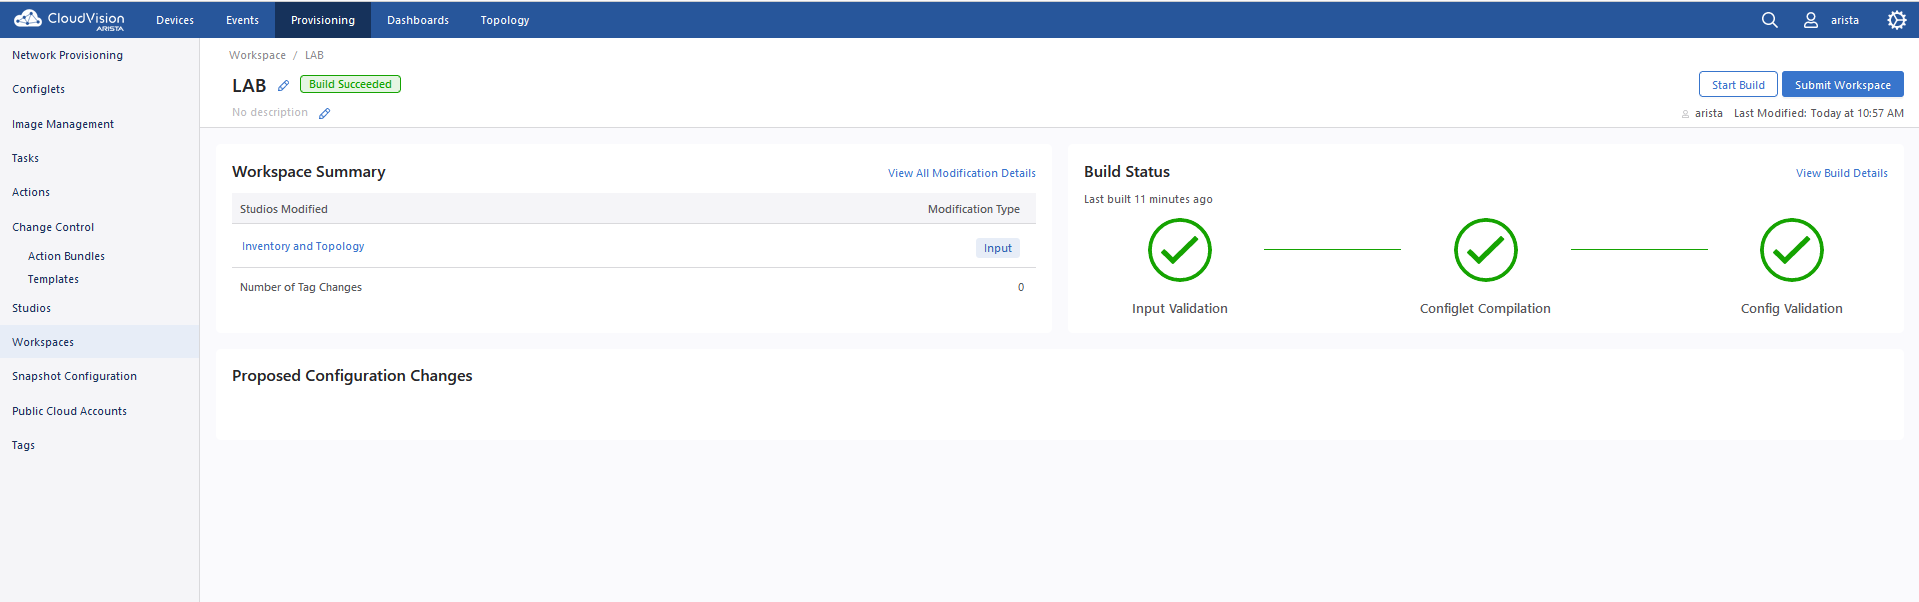 CloudVision
ARISTA
Devices
Events
Provisioning
Dashboards
Topology
arista
Network Provisioning
Configlets
Image Management
Tasks
Actions
Change Control
Action Bundles
Templates
Studios
Workspaces
Snapshot Configuration
Public Cloud Accounts
Tags
Workspace / LAB
LAB
Build Succeeded
No description
Start Build
Submit Workspace
arista Last Modified: Today at 10:57 AM
Workspace Summary
View All Modification Details
Studios Modified
Modification Type
Inventory and Topology
Input
Number of Tag Changes
0
Build Status
View Build Details
Last built 11 minutes ago
Input Validation
Configlet Compilation
Config Validation
Proposed Configuration Changes